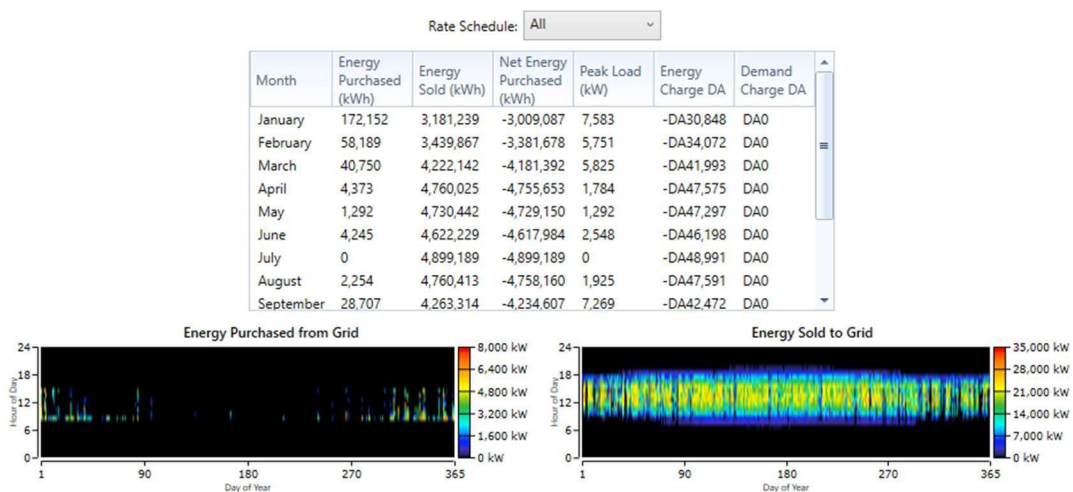 Rate Schedule: All
Month Energy Purchased (kWh) Energy Sold (kWh) Net Energy Purchased (kWh) Peak Load (kW) Energy Charge DA Demand Charge DA
January 172,152 3,181,239 -3,009,087 7,583 -DA30,848 DA0
February 58,189 3,439,867 -3,381,678 5,751 -DA34,072 DA0
March 40,750 4,222,142 -4,181,392 5,825 -DA41,993 DA0
April 4,373 4,760,025 -4,755,653 1,784 -DA47,575 DA0
May 1,292 4,730,442 -4,729,150 1,292 -DA47,297 DA0
June 4,245 4,622,229 -4,617,984 2,548 -DA46,198 DA0
July 0 4,899,189 -4,899,189 0 -DA48,991 DA0
August 2,254 4,760,413 -4,758,160 1,925 -DA47,591 DA0
September 28,707 4,263,314 -4,234,607 7,269 -DA42,472 DA0
Energy Purchased from Grid
24
18
12
6
0
Hour of Day
1 90 180 270 365
Day of Year
8,000 kW
6,400 kW
4,800 kW
3,200 kW
1,600 kW
0 kW
Energy Sold to Grid
24
18
12
6
0
Hour of Day
1 90 180 270 365
Day of Year
35,000 kW
28,000 kW
21,000 kW
14,000 kW
7,000 kW
0 kW